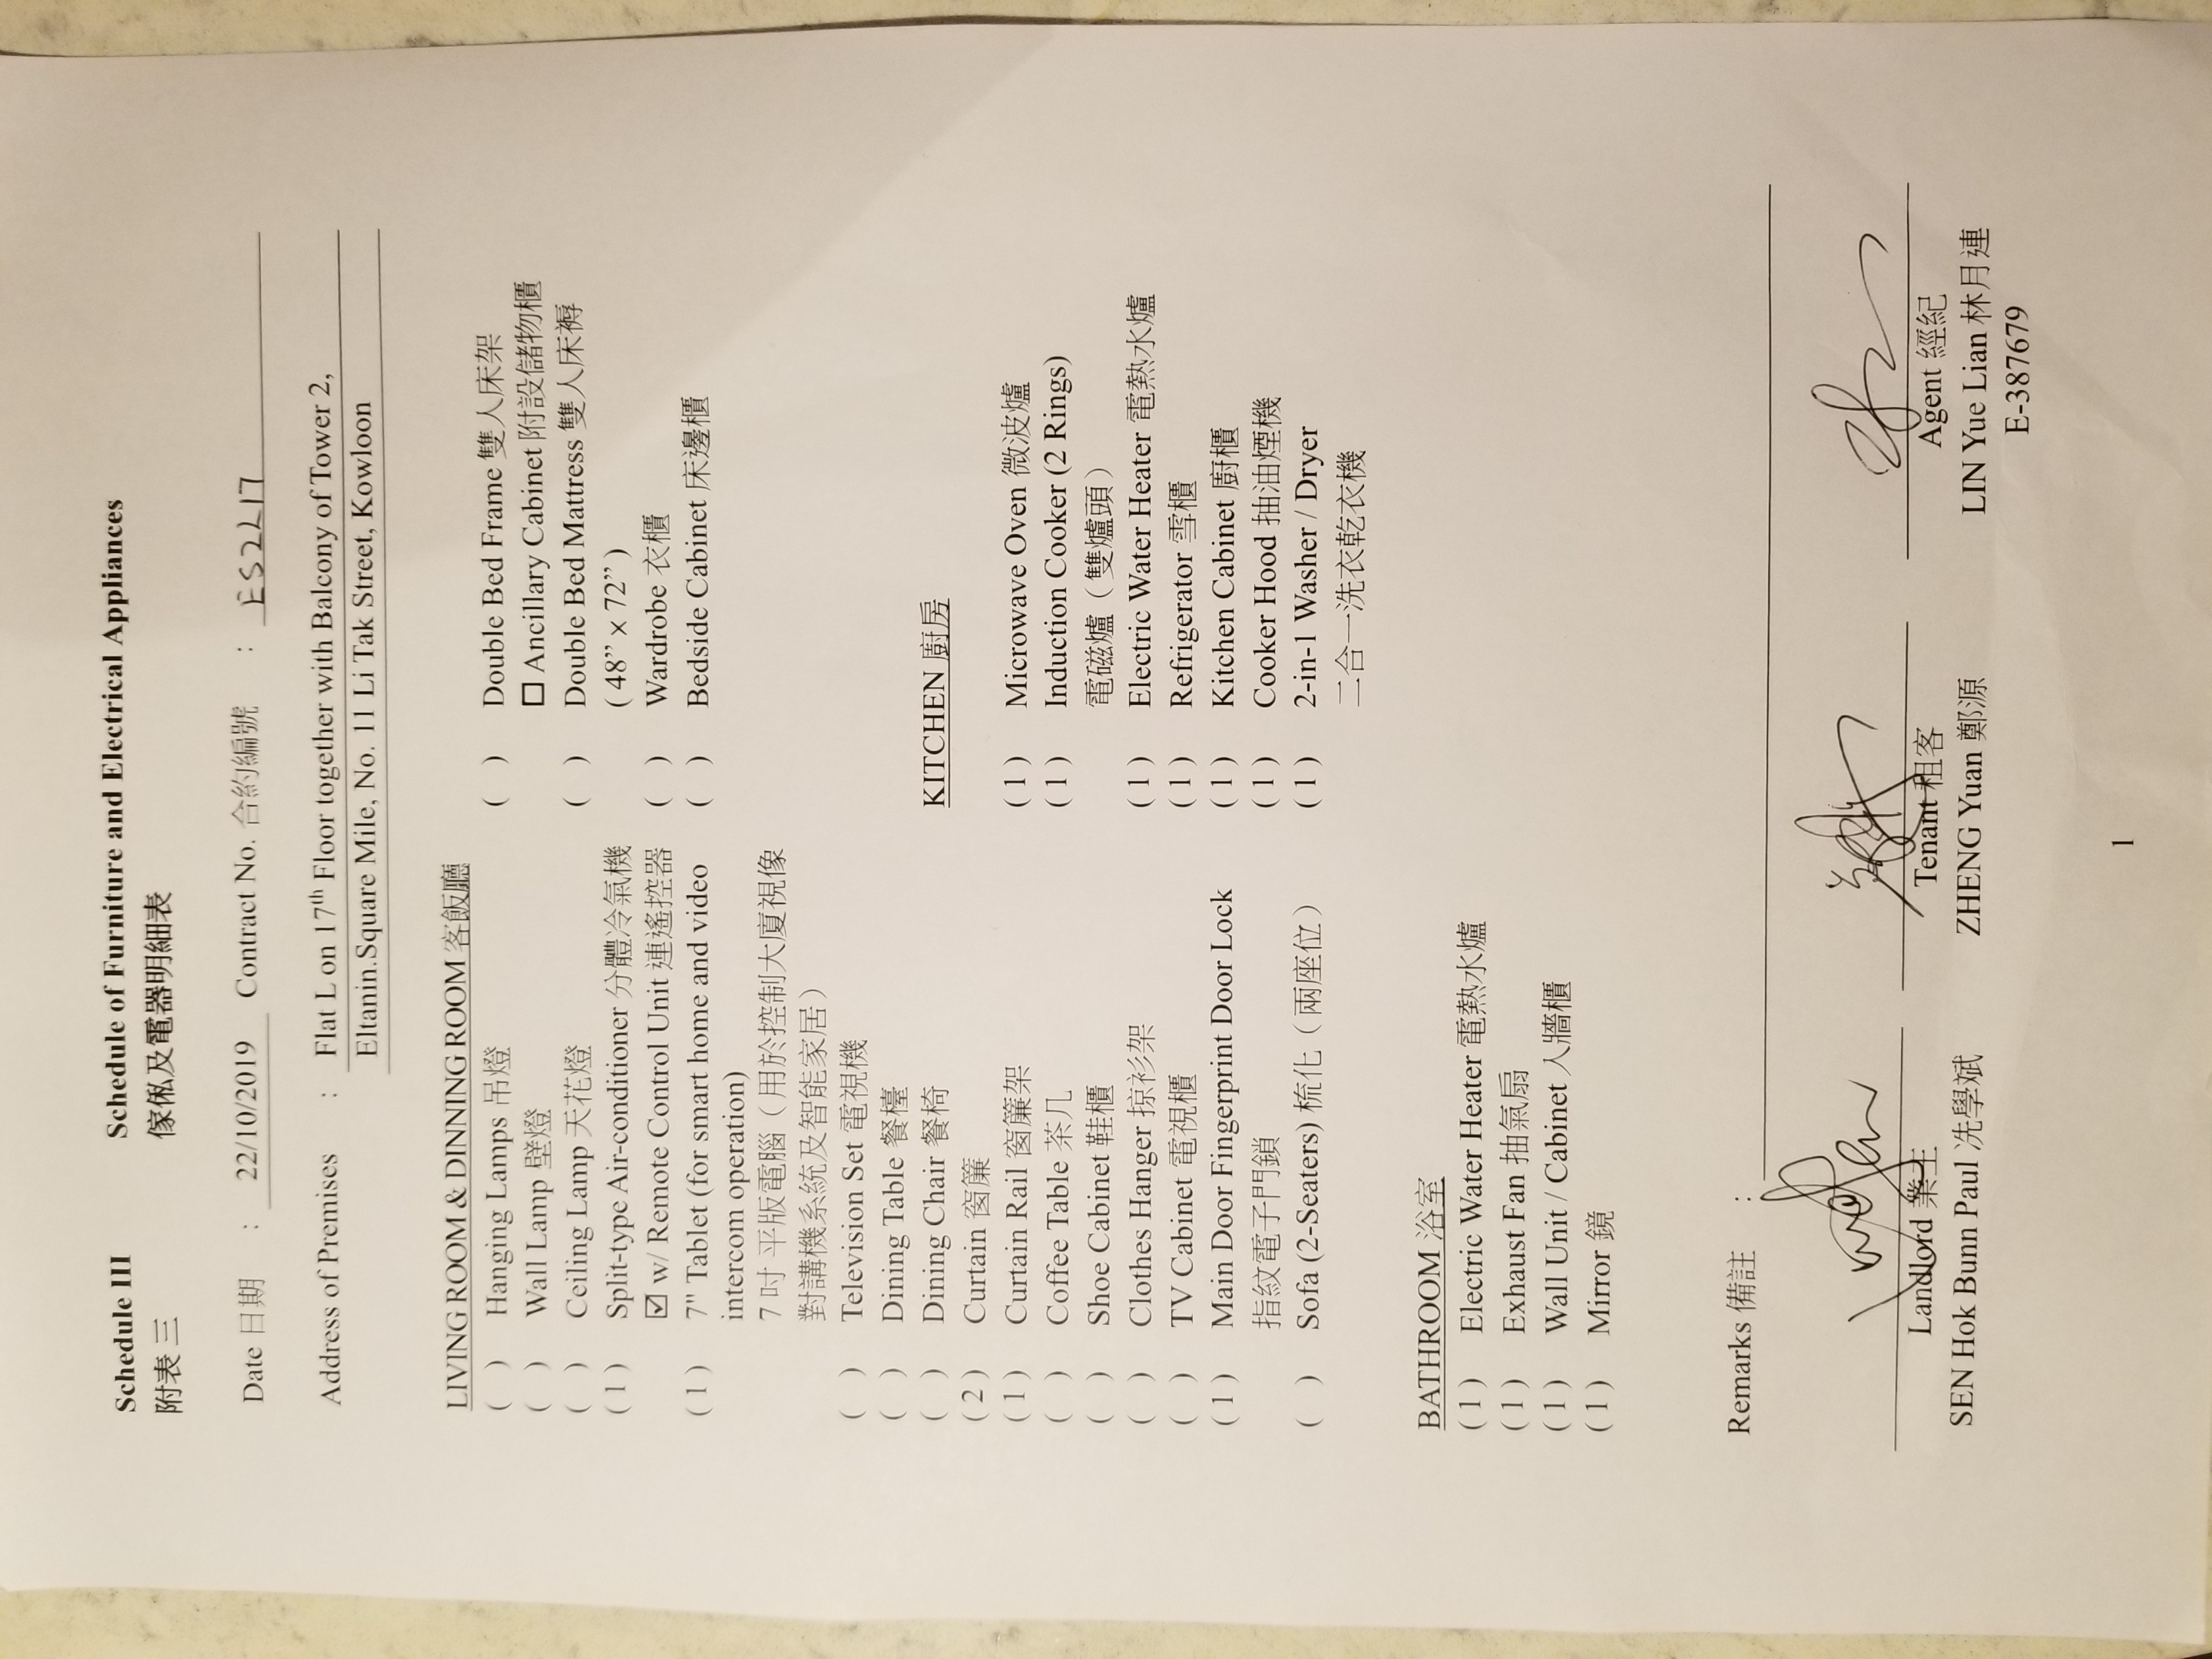 Schedule III Schedule of Furniture and Electrical Appliances
附表三 傢俬及電器明細表
Date 日期 : 22/10/2019 Contract No. 合約編號 : ES2217
Address of Premises : Flat L on 17th Floor together with Balcony of Tower 2,
Eltanin.Square Mile, No. 11 Li Tak Street, Kowloon
LIVING ROOM & DINNING ROOM 客飯廳
( ) Hanging Lamps 吊燈
( ) Wall Lamp 壁燈
( ) Ceiling Lamp 天花燈
( 1 ) Split-type Air-conditioner 分體冷氣機
☑ w/ Remote Control Unit 連遙控器
( 1 ) 7" Tablet (for smart home and video
intercom operation)
7 吋 平版電腦（用於控制大廈視像
對講機系統及智能家居）
( ) Television Set 電視機
( ) Dining Table 餐檯
( ) Dining Chair 餐椅
( 2 ) Curtain 窗簾
( 1 ) Curtain Rail 窗簾架
( ) Coffee Table 茶几
( ) Shoe Cabinet 鞋櫃
( ) Clothes Hanger 掠衫架
( ) TV Cabinet 電視櫃
( 1 ) Main Door Fingerprint Door Lock
指紋電子門鎖
( ) Sofa (2-Seaters) 梳化（兩座位）
( ) Double Bed Frame 雙人床架
☐ Ancillary Cabinet 附設儲物櫃
( ) Double Bed Mattress 雙人床褥
( 48” × 72” )
( ) Wardrobe 衣櫃
( ) Bedside Cabinet 床邊櫃
KITCHEN 廚房
( 1 ) Microwave Oven 微波爐
( 1 ) Induction Cooker (2 Rings)
電磁爐（雙爐頭）
( 1 ) Electric Water Heater 電熱水爐
( 1 ) Refrigerator 雪櫃
( 1 ) Kitchen Cabinet 廚櫃
( 1 ) Cooker Hood 抽油煙機
( 1 ) 2-in-1 Washer / Dryer
二合一洗衣乾衣機
BATHROOM 浴室
( 1 ) Electric Water Heater 電熱水爐
( 1 ) Exhaust Fan 抽氣扇
( 1 ) Wall Unit / Cabinet 入牆櫃
( 1 ) Mirror 鏡
Remarks 備註 :
Landlord 業主
SEN Hok Bunn Paul 冼學斌
Tenant 租客
ZHENG Yuan 鄭源
Agent 經紀
LIN Yue Lian 林月連
E-387679
1